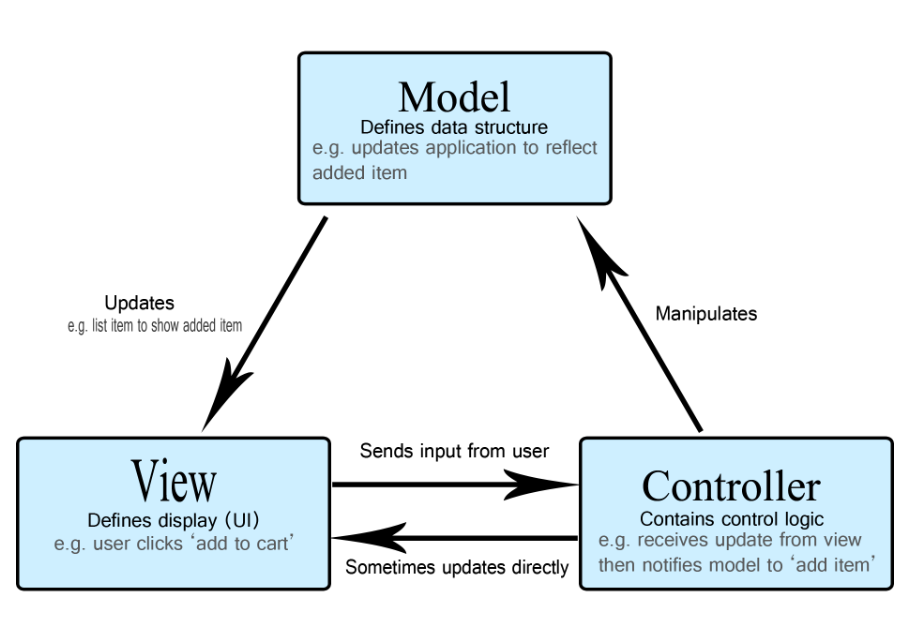 Model
Defines data structure
e.g. updates application to reflect
added item
Updates
e.g. list item to show added item
Manipulates
Sends input from user
View
Defines display (UI)
e.g. user clicks ‘add to cart’
Controller
Contains control logic
e.g. receives update from view
then notifies model to ‘add item’
Sometimes updates directly